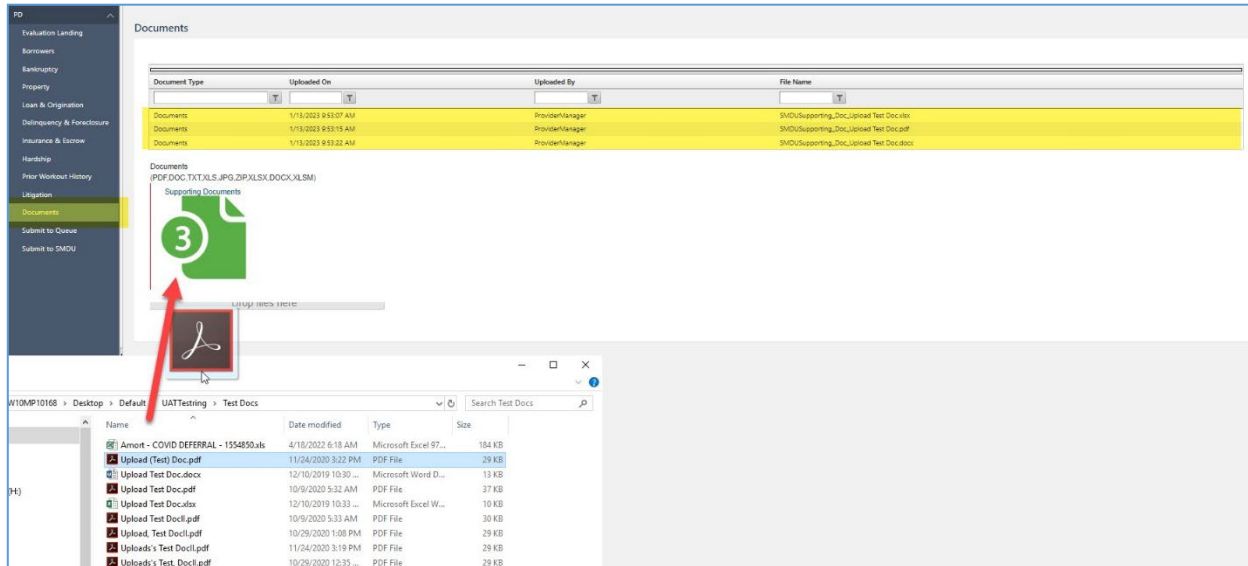 PD
Evaluation Landing
Borrowers
Bankruptcy
Property
Loan & Origination
Delinquency & Foreclosure
Insurance & Escrow
Hardship
Prior Workout History
Litigation
Documents
Submit to Queue
Submit to SMDU
Documents
Document Type Uploaded On Uploaded By File Name
Documents 1/13/2023 9:53:07 AM ProviderManager SMDUSupporting_Doc_Upload Test Doc.xlsx
Documents 1/13/2023 9:53:15 AM ProviderManager SMDUSupporting_Doc_Upload Test Doc.pdf
Documents 1/13/2023 9:53:22 AM ProviderManager SMDUSupporting_Doc_Upload Test Doc.docx
Documents
(PDF,DOC,TXT,XLS,JPG,ZIP,XLSX,DOCX,XLSM)
Supporting Documents
3
Drop files here
W10MP10168 > Desktop > Default UATTestring > Test Docs Search Test Docs
Name Date modified Type Size
Amort - COVID DEFERRAL - 1554850.xls 4/18/2022 6:18 AM Microsoft Excel 97... 184 KB
Upload (Test) Doc.pdf 11/24/2020 3:22 PM PDF File 29 KB
Upload Test Doc.docx 12/10/2019 10:30 ... Microsoft Word D... 13 KB
(H:) Upload Test Doc.pdf 10/9/2020 5:32 AM PDF File 37 KB
Upload Test Doc.xlsx 12/10/2019 10:33 ... Microsoft Excel W... 10 KB
Upload Test DocII.pdf 10/9/2020 5:33 AM PDF File 30 KB
Upload, Test DocII.pdf 10/29/2020 1:08 PM PDF File 29 KB
Uploads's Test DocII.pdf 11/24/2020 3:19 PM PDF File 29 KB
Uploads's Test, DocII.pdf 10/29/2020 12:35 ... PDF File 29 KB